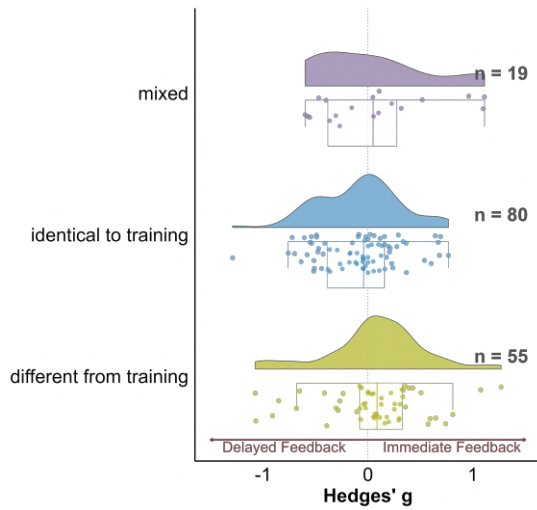 n = 19
mixed
n = 80
identical to training
n = 55
different from training
Delayed Feedback Immediate Feedback
-1 0 1
Hedges' g